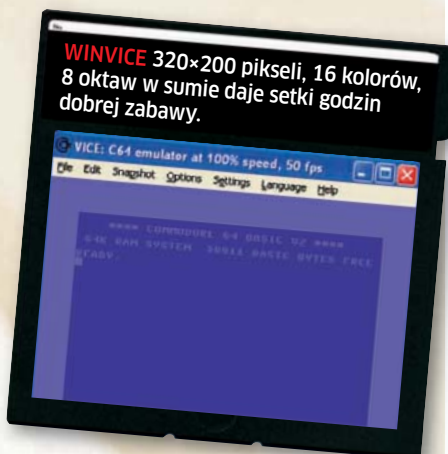 WINVICE 320×200 pikseli, 16 kolorów,
8 oktaw w sumie daje setki godzin
dobrej zabawy.
VICE: C64 emulator at 100% speed, 50 fps
File Edit Snapshot Options Settings Language Help
**** COMMODORE 64 BASIC V2 ****
64K RAM SYSTEM 38911 BASIC BYTES FREE
READY.